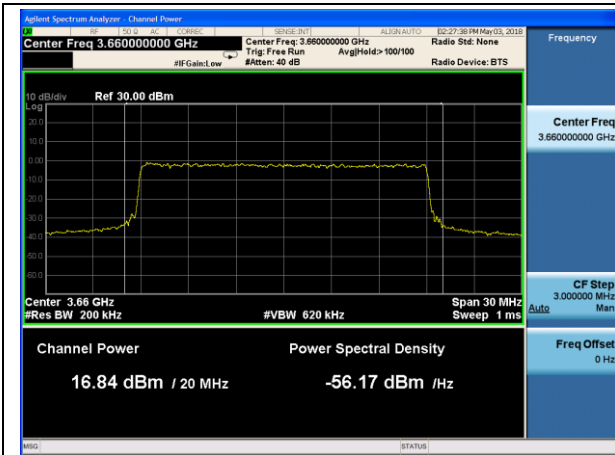 Agilent Spectrum Analyzer - Channel Power
RF 50 Ω AC CORREC SENSE:INT ALIGN AUTO 02:27:38 PM May 03, 2018
Center Freq 3.660000000 GHz
Center Freq: 3.660000000 GHz
Radio Std: None
Trig: Free Run Avg|Hold:> 100/100
#IFGain:Low #Atten: 40 dB Radio Device: BTS
Frequency
10 dB/div Ref 30.00 dBm
Log
20.0
10.0
0.00
-10.0
-20.0
-30.0
-40.0
-50.0
-60.0
Center Freq
3.660000000 GHz
CF Step
3.000000 MHz
Auto Man
Freq Offset
0 Hz
Center 3.66 GHz Span 30 MHz
#Res BW 200 kHz #VBW 620 kHz Sweep 1 ms
Channel Power Power Spectral Density
16.84 dBm / 20 MHz -56.17 dBm /Hz
MSG STATUS